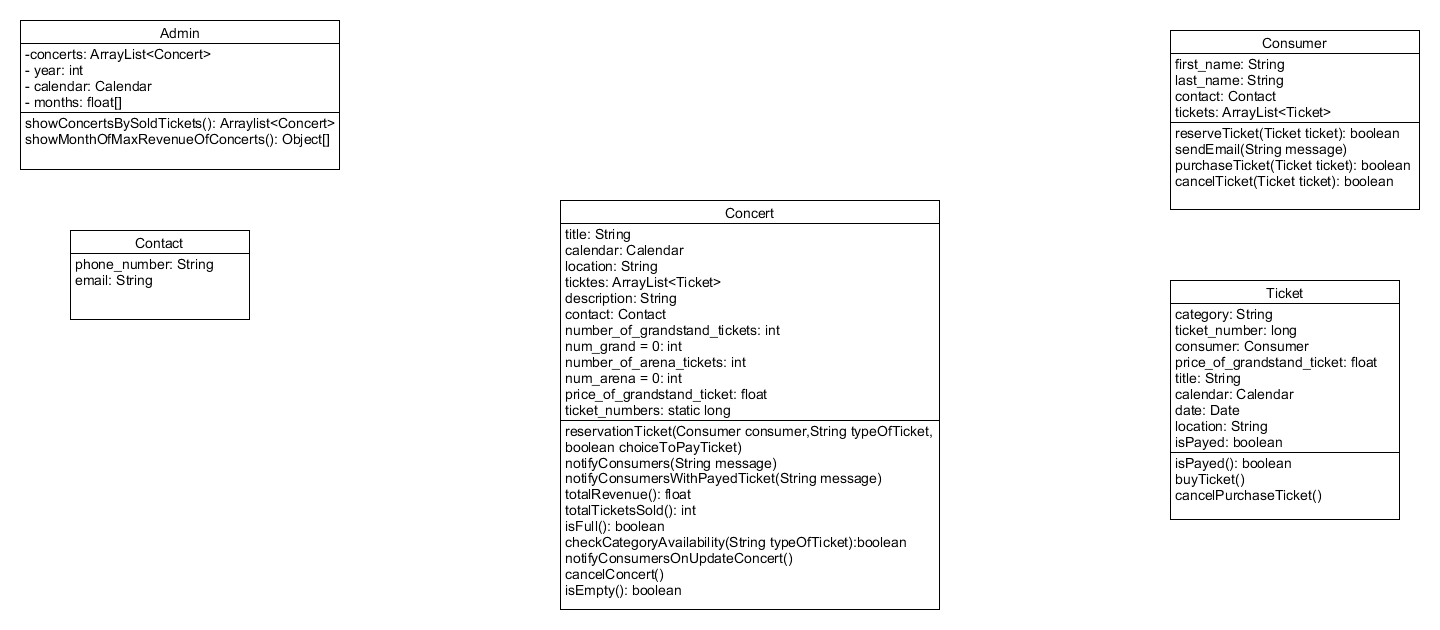 Admin
-concerts: ArrayList<Concert>
- year: int
- calendar: Calendar
- months: float[]
showConcertsBySoldTickets(): Arraylist<Concert>
showMonthOfMaxRevenueOfConcerts(): Object[]
Contact
phone_number: String
email: String
Concert
title: String
calendar: Calendar
location: String
ticktes: ArrayList<Ticket>
description: String
contact: Contact
number_of_grandstand_tickets: int
num_grand = 0: int
number_of_arena_tickets: int
num_arena = 0: int
price_of_grandstand_ticket: float
ticket_numbers: static long
reservationTicket(Consumer consumer,String typeOfTicket,
boolean choiceToPayTicket)
notifyConsumers(String message)
notifyConsumersWithPayedTicket(String message)
totalRevenue(): float
totalTicketsSold(): int
isFull(): boolean
checkCategoryAvailability(String typeOfTicket):boolean
notifyConsumersOnUpdateConcert()
cancelConcert()
isEmpty(): boolean
Consumer
first_name: String
last_name: String
contact: Contact
tickets: ArrayList<Ticket>
reserveTicket(Ticket ticket): boolean
sendEmail(String message)
purchaseTicket(Ticket ticket): boolean
cancelTicket(Ticket ticket): boolean
Ticket
category: String
ticket_number: long
consumer: Consumer
price_of_grandstand_ticket: float
title: String
calendar: Calendar
date: Date
location: String
isPayed: boolean
isPayed(): boolean
buyTicket()
cancelPurchaseTicket()